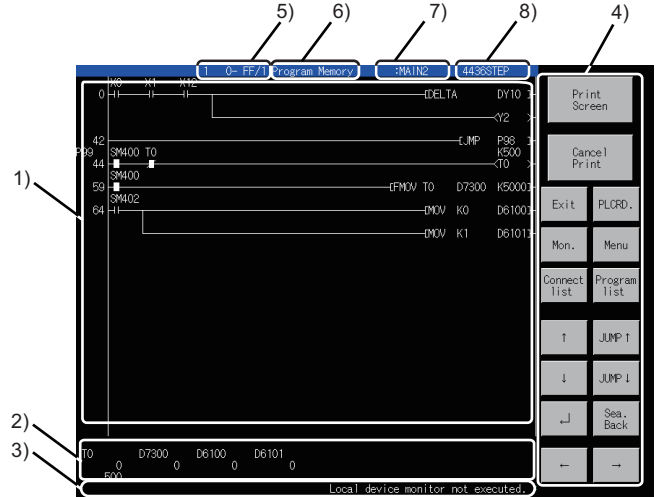 5) 6) 7) 8) 4)
1 0- FF/1 Program Memory :MAIN2 4436STEP
X0 X1 X12
0 [DELTA DY10 ]
<Y2 >
42 [JMP P98 ]
P99 SM400 T0 K500
44 <T0 >
SM400
59 [FMOV T0 D7300 K5000]
SM402
64 [MOV K0 D6100]
[MOV K1 D6101]
1)
2)
T0 D7300 D6100 D6101
0 0 0 0
500
3)
Local device monitor not executed.
Print
Screen
Cancel
Print
Exit PLCRD.
Mon. Menu
Connect
list
Program
list
↑ JUMP↑
↓ JUMP↓
↵ Sea.
Back
← →